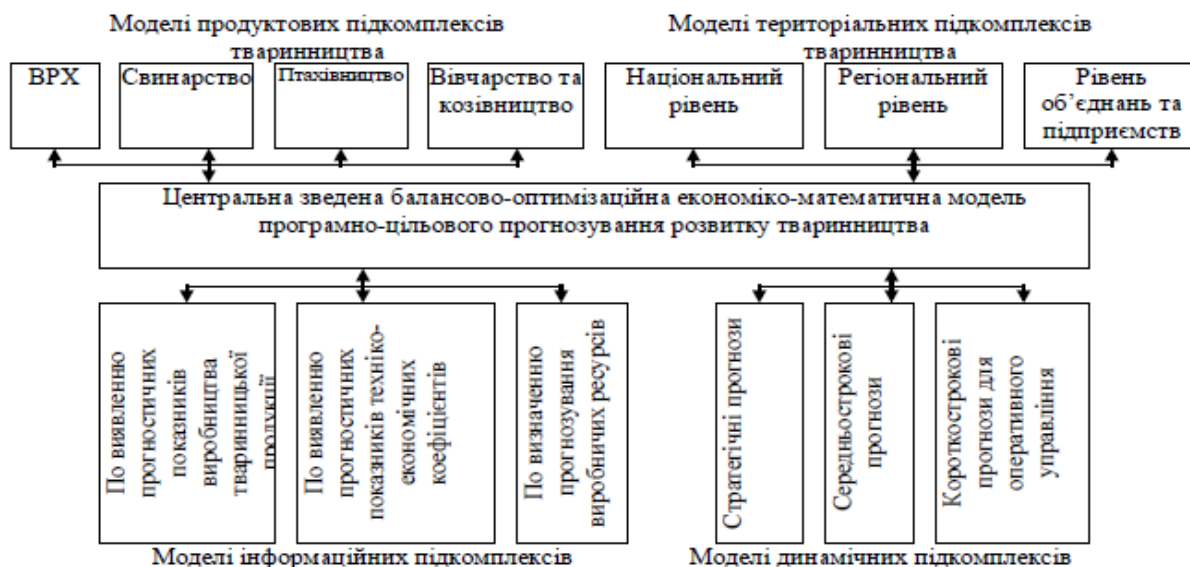 Моделі продуктових підкомплексів
тваринництва
Моделі територіальних підкомплексів
тваринництва
ВРХ
Свинарство
Птахівництво
Вівчарство та
козівництво
Національний
рівень
Регіональний
рівень
Рівень
об’єднань та
підприємств
Центральна зведена балансово-оптимізаційна економіко-математична модель
програмно-цільового прогнозування розвитку тваринництва
По виявленню
прогностичних
показників
виробництва
тваринницької
продукції
По виявленню
прогностичних
показників техніко-
економічних
коефіцієнтів
По визначенню
прогнозування
виробничих ресурсів
Стратегічні прогнози
Середньострокові
прогнози
Короткострокові
прогнози для
оперативного
управління
Моделі інформаційних підкомплексів
Моделі динамічних підкомплексів